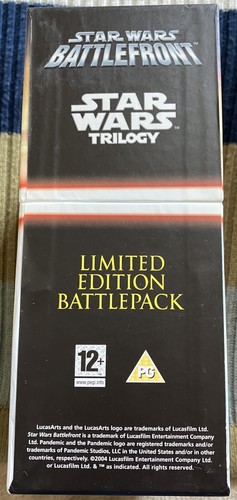 STAR WARS
BATTLEFRONT™
STAR
WARS™
TRILOGY
LIMITED
EDITION
BATTLEPACK
12+
www.pegi.info
PG
LucasArts and the LucasArts logo are trademarks of Lucasfilm Ltd.
Star Wars Battlefront is a trademark of Lucasfilm Entertainment Company
Ltd. Pandemic and the Pandemic logo are registered trademarks and/or
trademarks of Pandemic Studios, LLC in the United States and/or in other
countries, respectively. ©2004 Lucasfilm Entertainment Company Ltd.
or Lucasfilm Ltd. & ™ as indicated. All rights reserved.